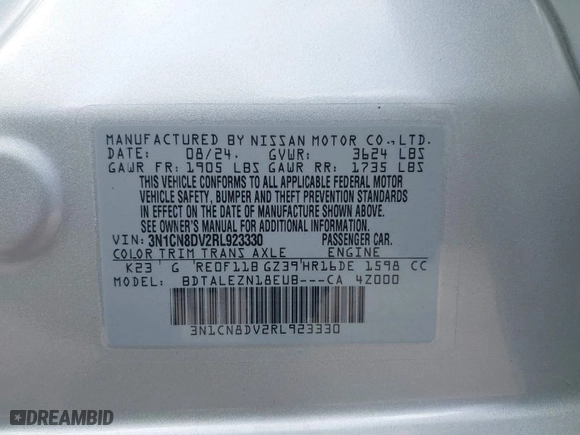 MANUFACTURED BY NISSAN MOTOR CO.,LTD.
DATE: 08/24. GVWR: 3624 LBS
GAWR FR: 1905 LBS GAWR RR: 1735 LBS
THIS VEHICLE CONFORMS TO ALL APPLICABLE FEDERAL MOTOR
VEHICLE SAFETY, BUMPER AND THEFT PREVENTION STANDARDS
IN EFFECT ON THE DATE OF MANUFACTURE SHOWN ABOVE.
SEE OWNER'S MANUAL FOR ADDITIONAL INFORMATION.
VIN: 3N1CN8DV2RL923330 PASSENGER CAR.
COLOR TRIM TRANS AXLE ENGINE
K23 G RE0F11B GZ39 HR16DE 1598 CC
MODEL: BDTALEZN18EUB---CA 4Z000
3N1CN8DV2RL923330
DREAMBID